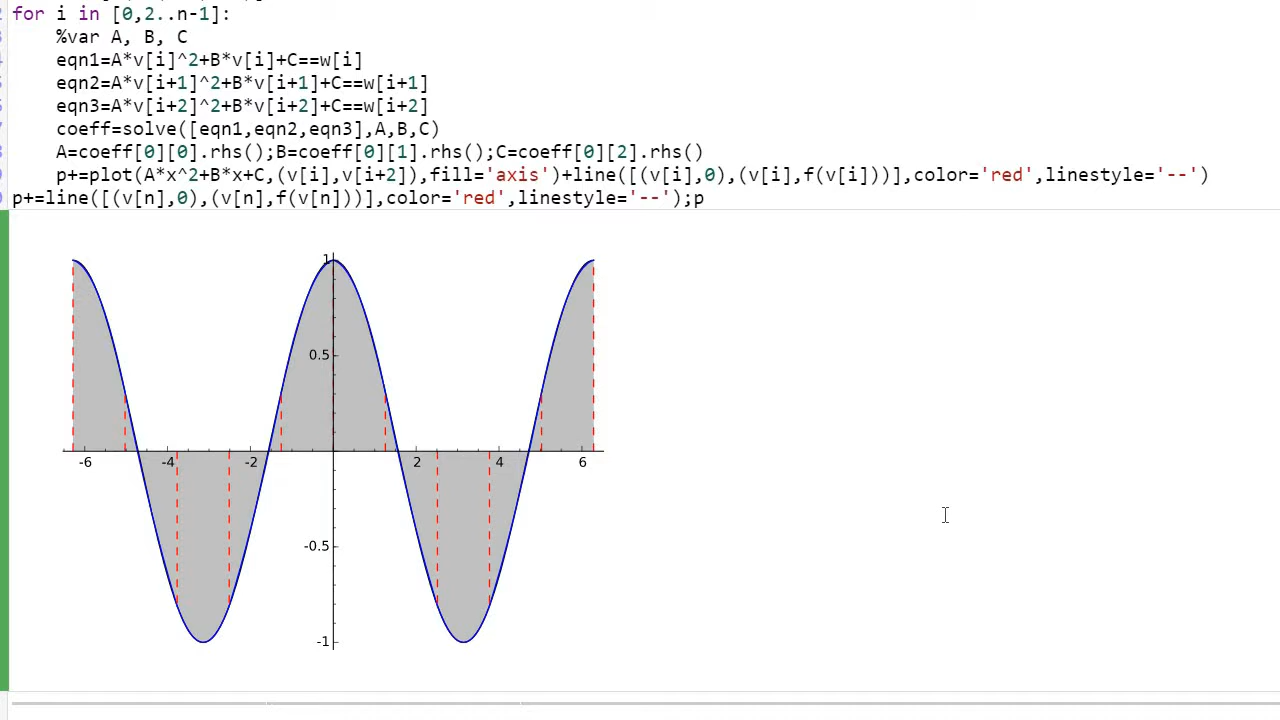 for i in [0,2..n-1]:
%var A, B, C
eqn1=A*v[i]^2+B*v[i]+C==w[i]
eqn2=A*v[i+1]^2+B*v[i+1]+C==w[i+1]
eqn3=A*v[i+2]^2+B*v[i+2]+C==w[i+2]
coeff=solve([eqn1,eqn2,eqn3],A,B,C)
A=coeff[0][0].rhs();B=coeff[0][1].rhs();C=coeff[0][2].rhs()
p+=plot(A*x^2+B*x+C,(v[i],v[i+2]),fill='axis')+line([(v[i],0),(v[i],f(v[i]))],color='red',linestyle='--')
p+=line([(v[n],0),(v[n],f(v[n]))],color='red',linestyle='--');p
1
0.5
-6 -4 -2 2 4 6
-0.5
-1